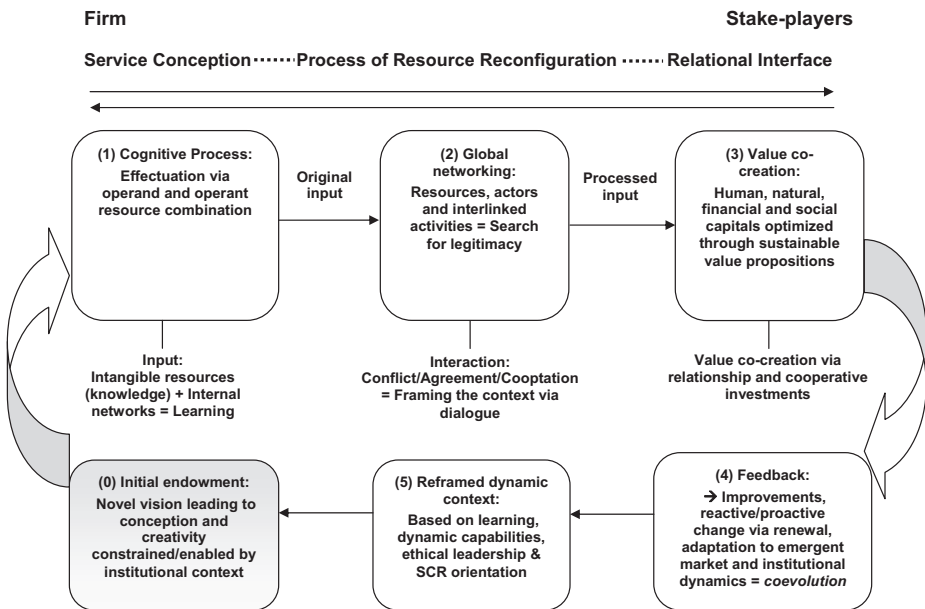 Firm
Stake-players
Service Conception ······ Process of Resource Reconfiguration ······ Relational Interface
(1) Cognitive Process:
Effectuation via
operand and operant
resource combination
Original
input
(2) Global
networking:
Resources, actors
and interlinked
activities = Search
for legitimacy
Processed
input
(3) Value co-
creation:
Human, natural,
financial and social
capitals optimized
through sustainable
value propositions
Input:
Intangible resources
(knowledge) + Internal
networks = Learning
Interaction:
Conflict/Agreement/Cooptation
= Framing the context via
dialogue
Value co-creation via
relationship and cooperative
investments
(0) Initial endowment:
Novel vision leading to
conception and
creativity
constrained/enabled by
institutional context
(5) Reframed dynamic
context:
Based on learning,
dynamic capabilities,
ethical leadership &
SCR orientation
(4) Feedback:
→ Improvements,
reactive/proactive
change via renewal,
adaptation to emergent
market and institutional
dynamics = coevolution